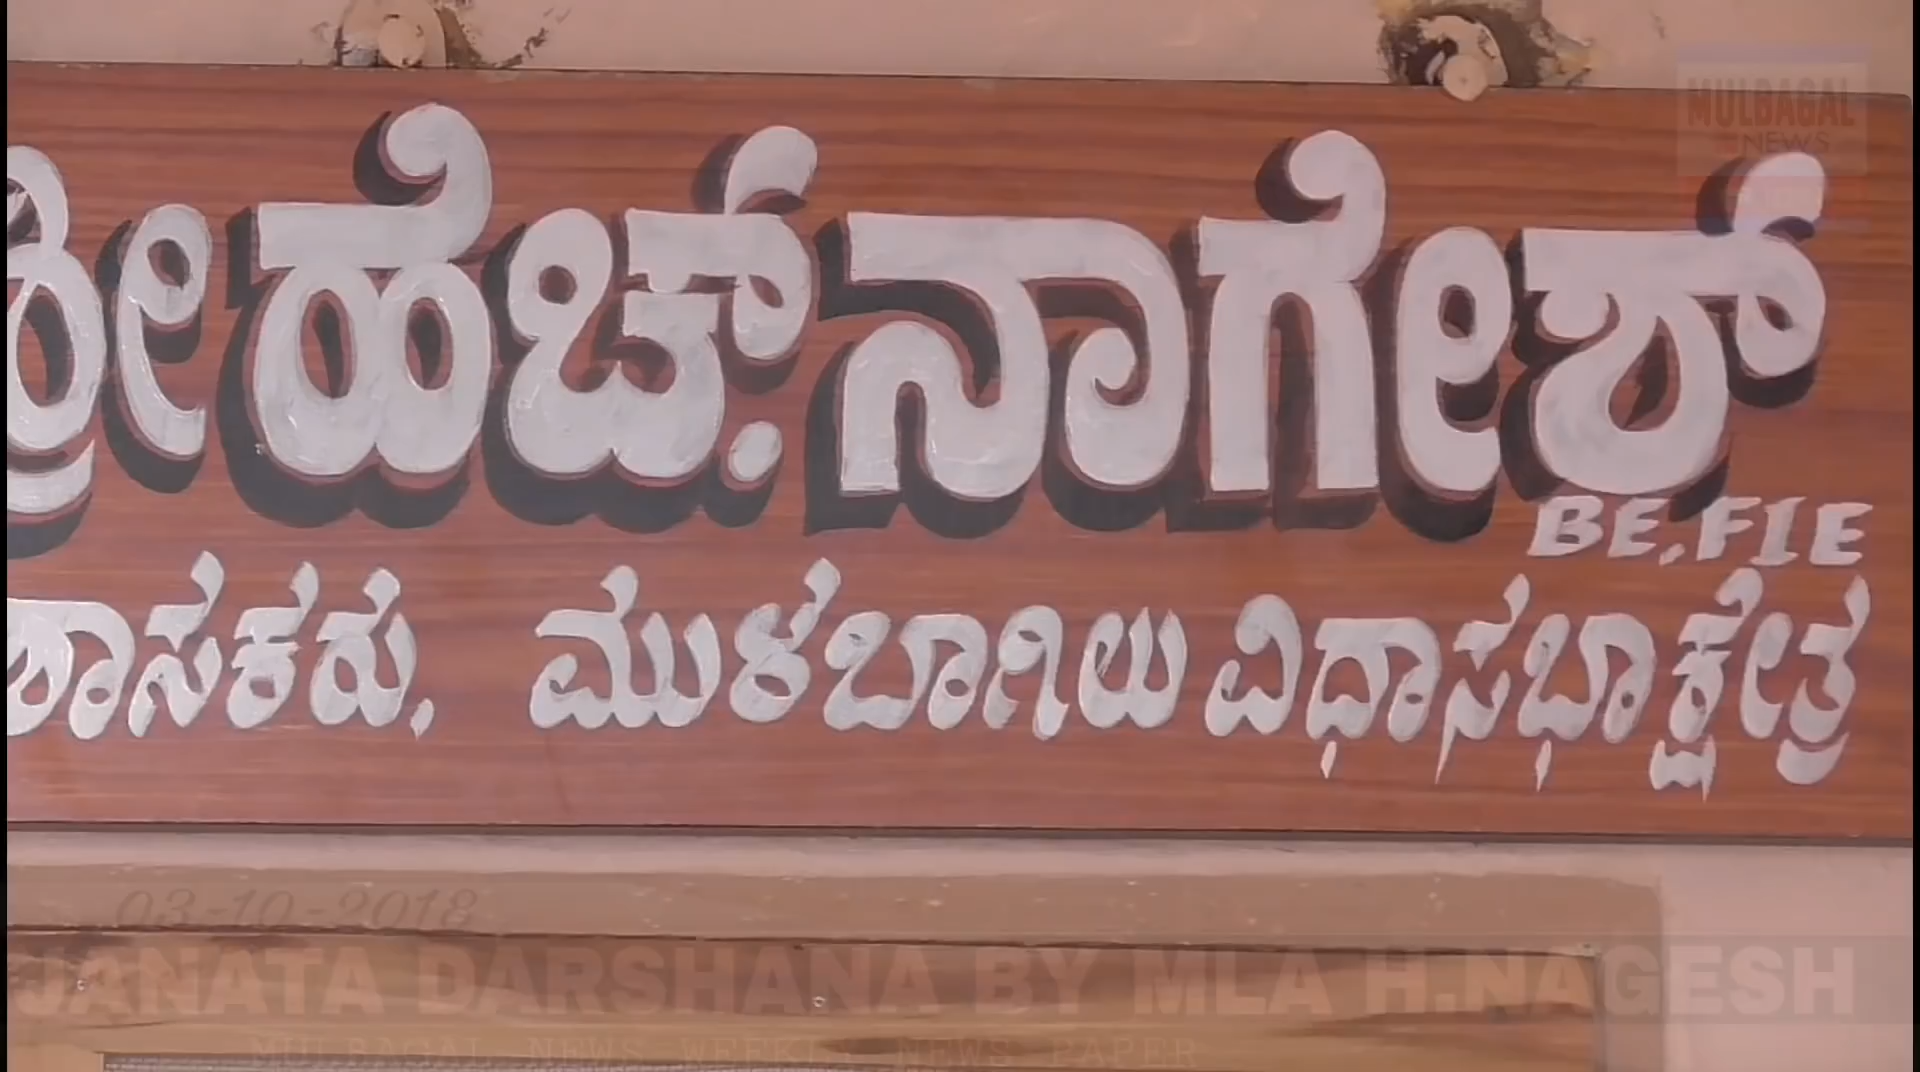 MULBAGAL
NEWS
ಶ್ರೀ ಹೆಚ್.ನಾಗೇಶ್
BE.,FIE
ಶಾಸಕರು, ಮುಳಬಾಗಿಲು ವಿಧಾಸಭಾ ಕ್ಷೇತ್ರ
03-10-2018
JANATA DARSHANA BY MLA H.NAGESH
MULBAGAL NEWS WEEKLY NEWS PAPER